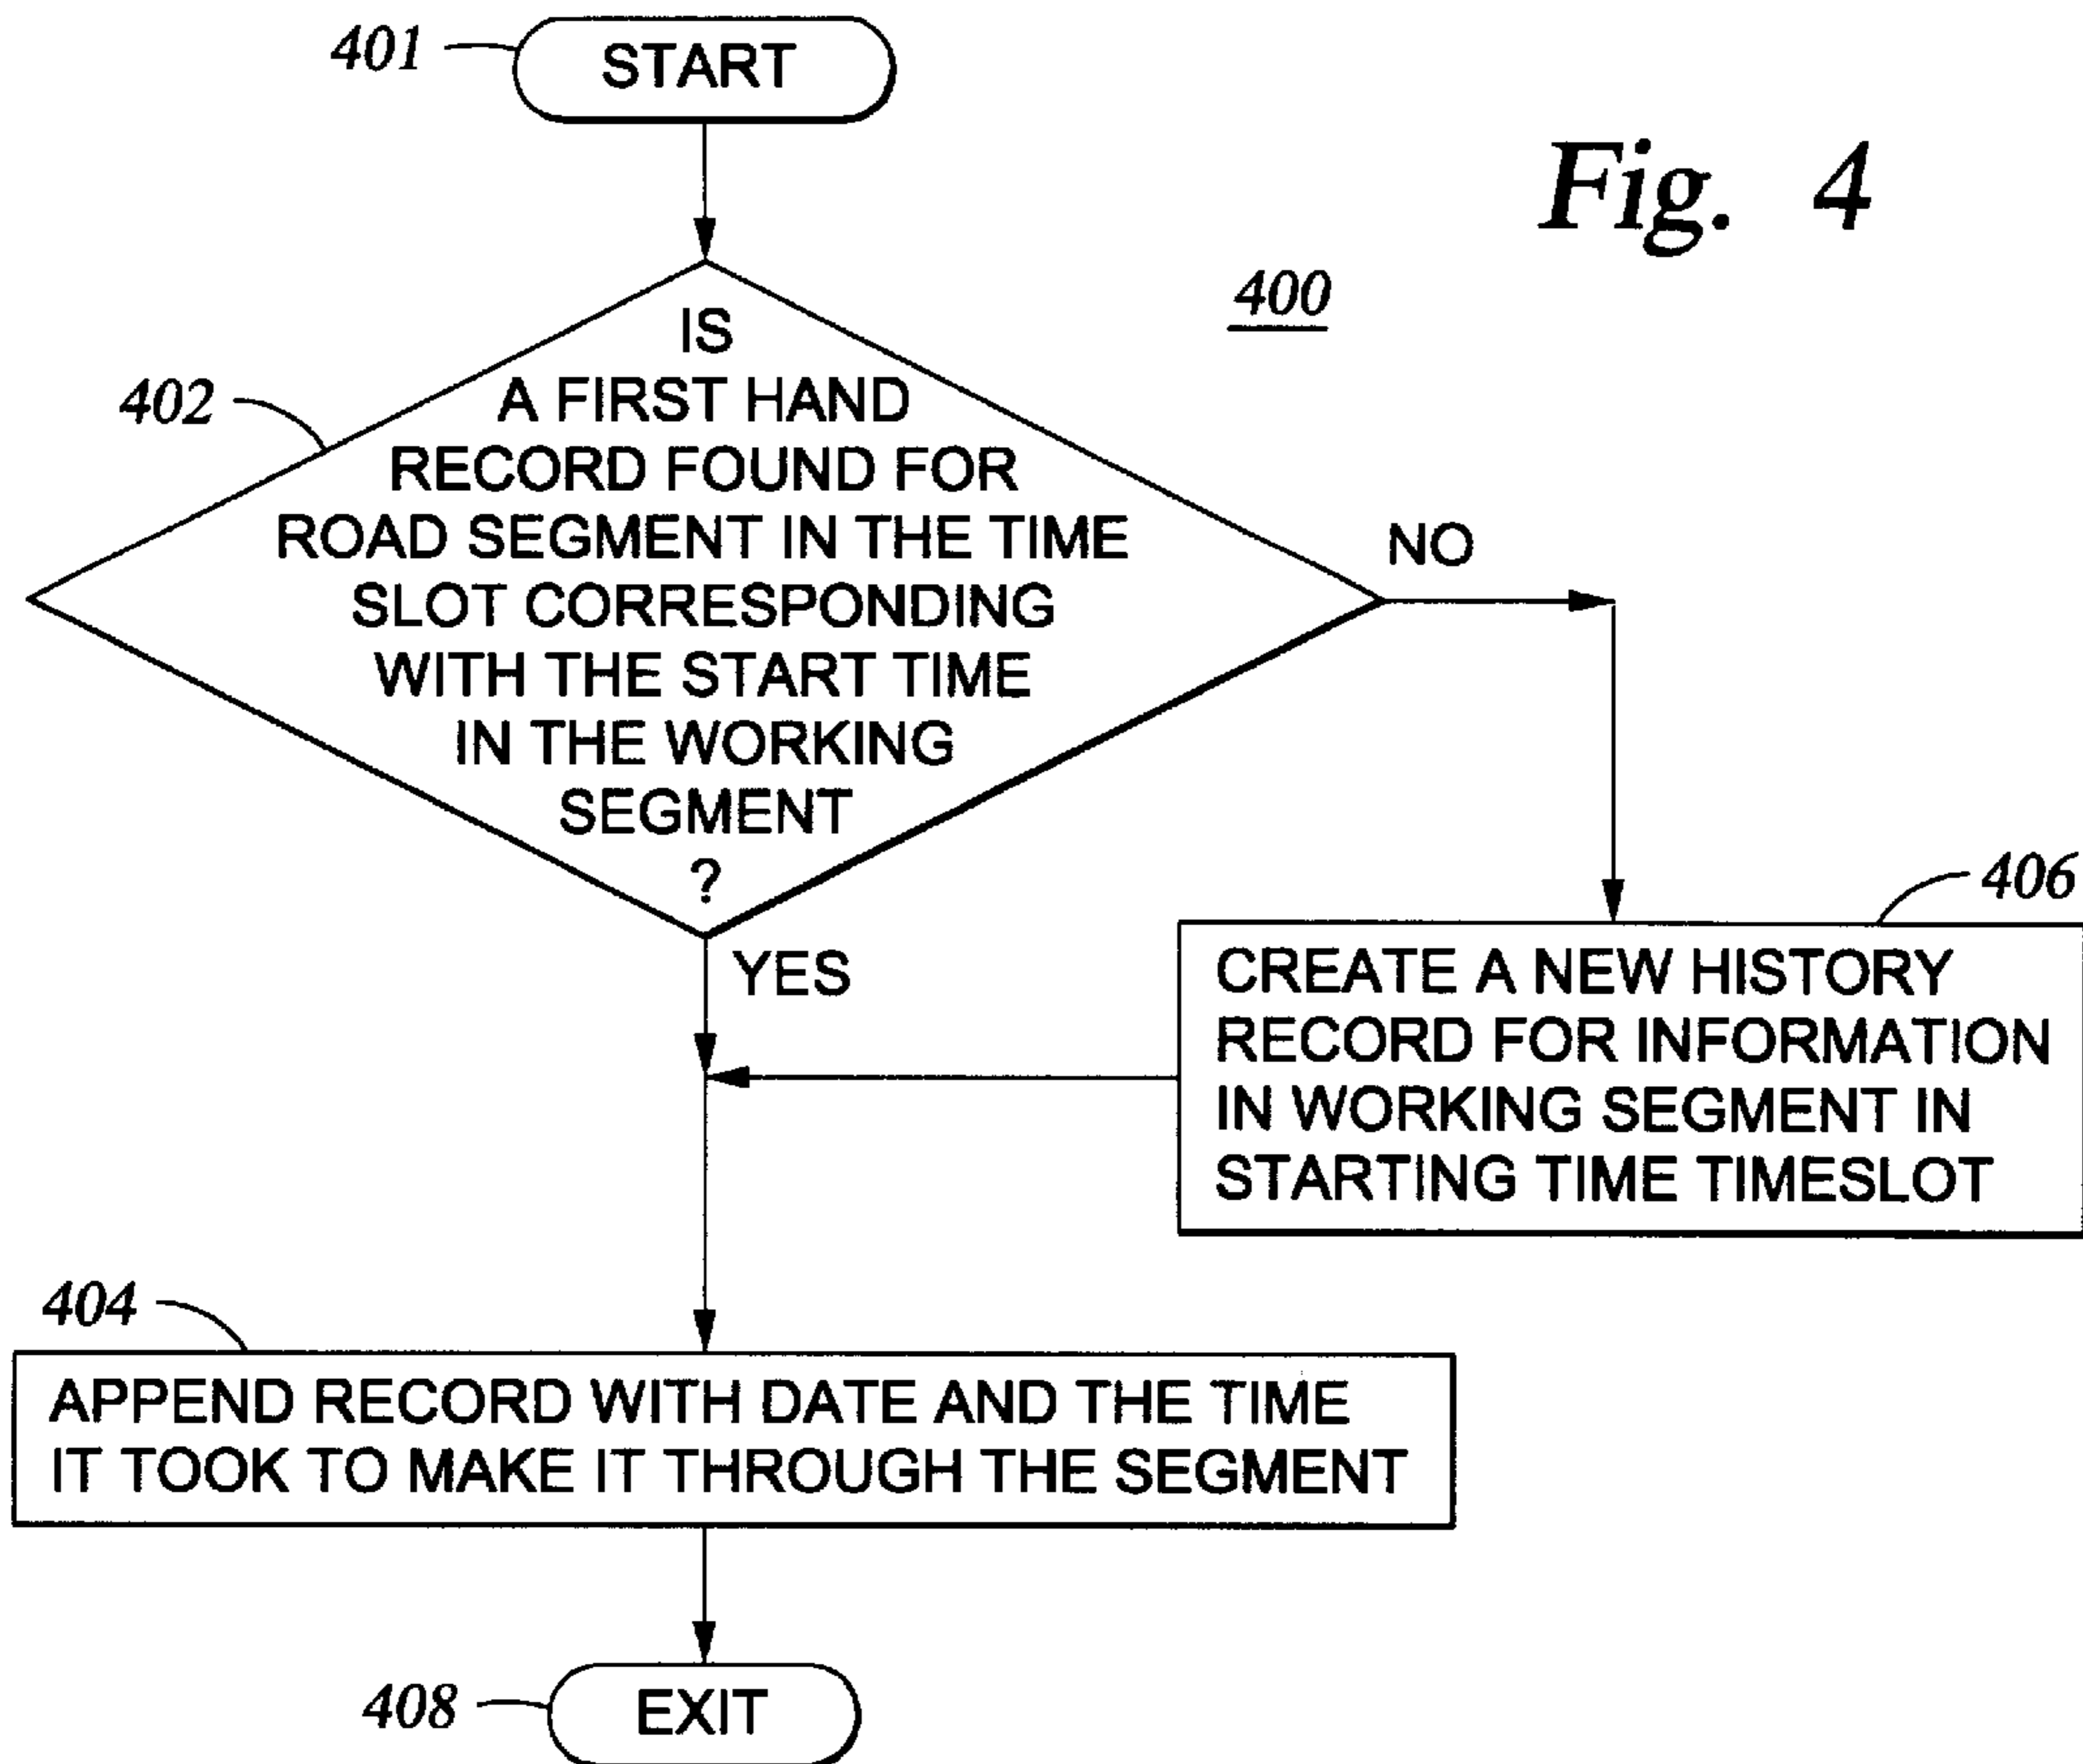 401
START
Fig. 4
400
402
IS
A FIRST HAND
RECORD FOUND FOR
ROAD SEGMENT IN THE TIME
SLOT CORRESPONDING
WITH THE START TIME
IN THE WORKING
SEGMENT
?
NO
YES
406
CREATE A NEW HISTORY
RECORD FOR INFORMATION
IN WORKING SEGMENT IN
STARTING TIME TIMESLOT
404
APPEND RECORD WITH DATE AND THE TIME
IT TOOK TO MAKE IT THROUGH THE SEGMENT
408
EXIT